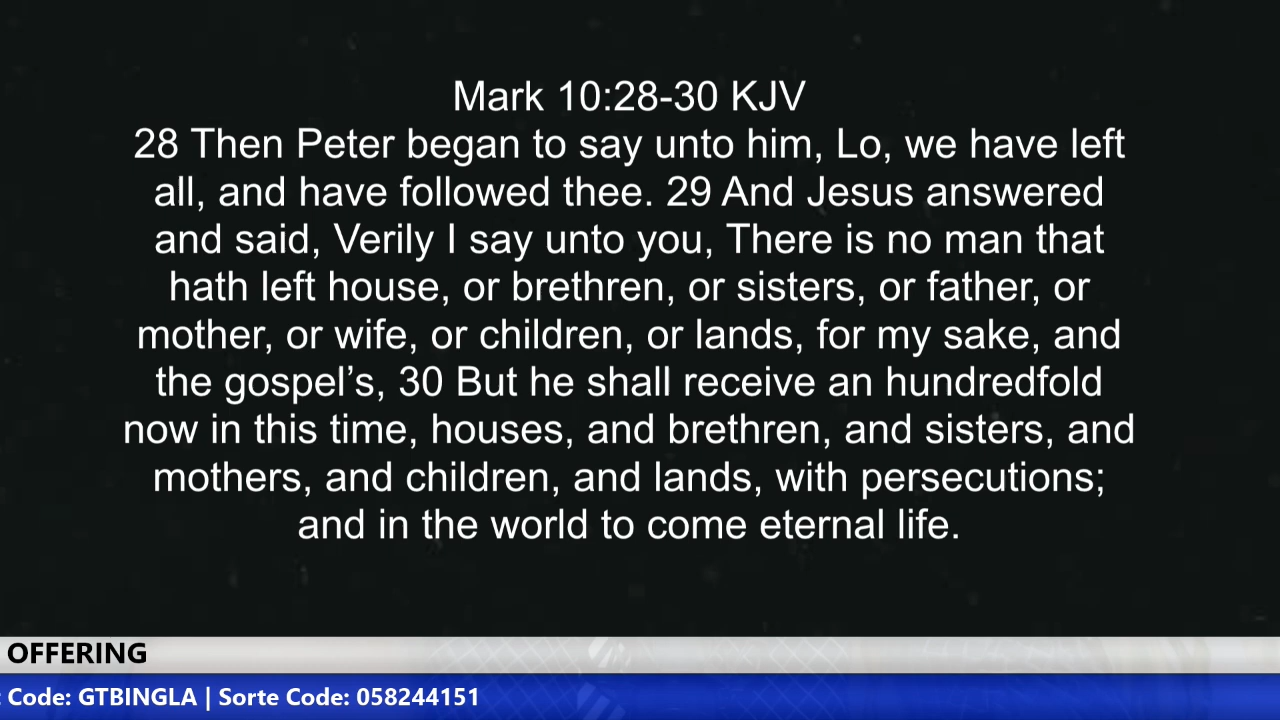 Mark 10:28-30 KJV
28 Then Peter began to say unto him, Lo, we have left
all, and have followed thee. 29 And Jesus answered
and said, Verily I say unto you, There is no man that
hath left house, or brethren, or sisters, or father, or
mother, or wife, or children, or lands, for my sake, and
the gospel’s, 30 But he shall receive an hundredfold
now in this time, houses, and brethren, and sisters, and
mothers, and children, and lands, with persecutions;
and in the world to come eternal life.
OFFERING
Code: GTBINGLA | Sorte Code: 058244151